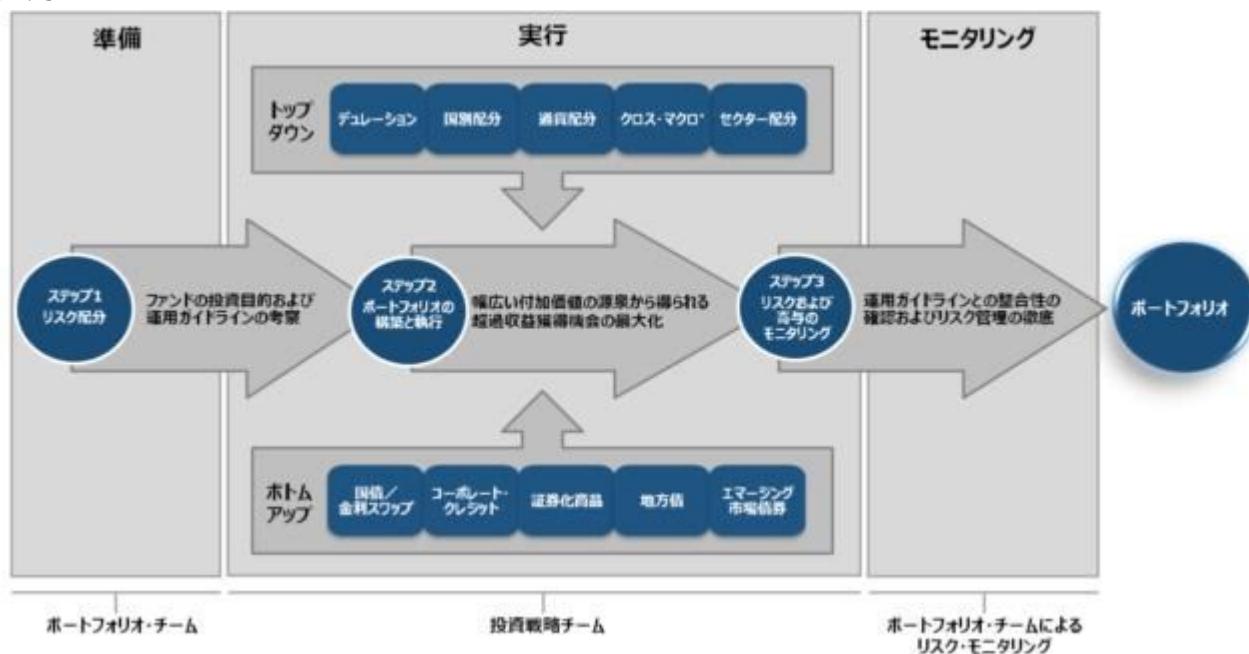 準備
実行
モニタリング
トップ
ダウン
デュレーション
国別配分
通貨配分
クロス・マクロ*
セクター配分
ステップ1
リスク配分
ファンドの投資目的および
運用ガイドラインの考察
ステップ2
ポートフォリオの
構築と執行
幅広い付加価値の源泉から得られる
超過収益獲得機会の最大化
ステップ3
リスクおよび
寄与の
モニタリング
運用ガイドラインとの整合性の
確認およびリスク管理の徹底
ポートフォリオ
ボトム
アップ
国債／
金利スワップ
コーポレート・
クレジット
証券化商品
地方債
エマージング
市場債券
ポートフォリオ・チーム
投資戦略チーム
ポートフォリオ・チームによる
リスク・モニタリング